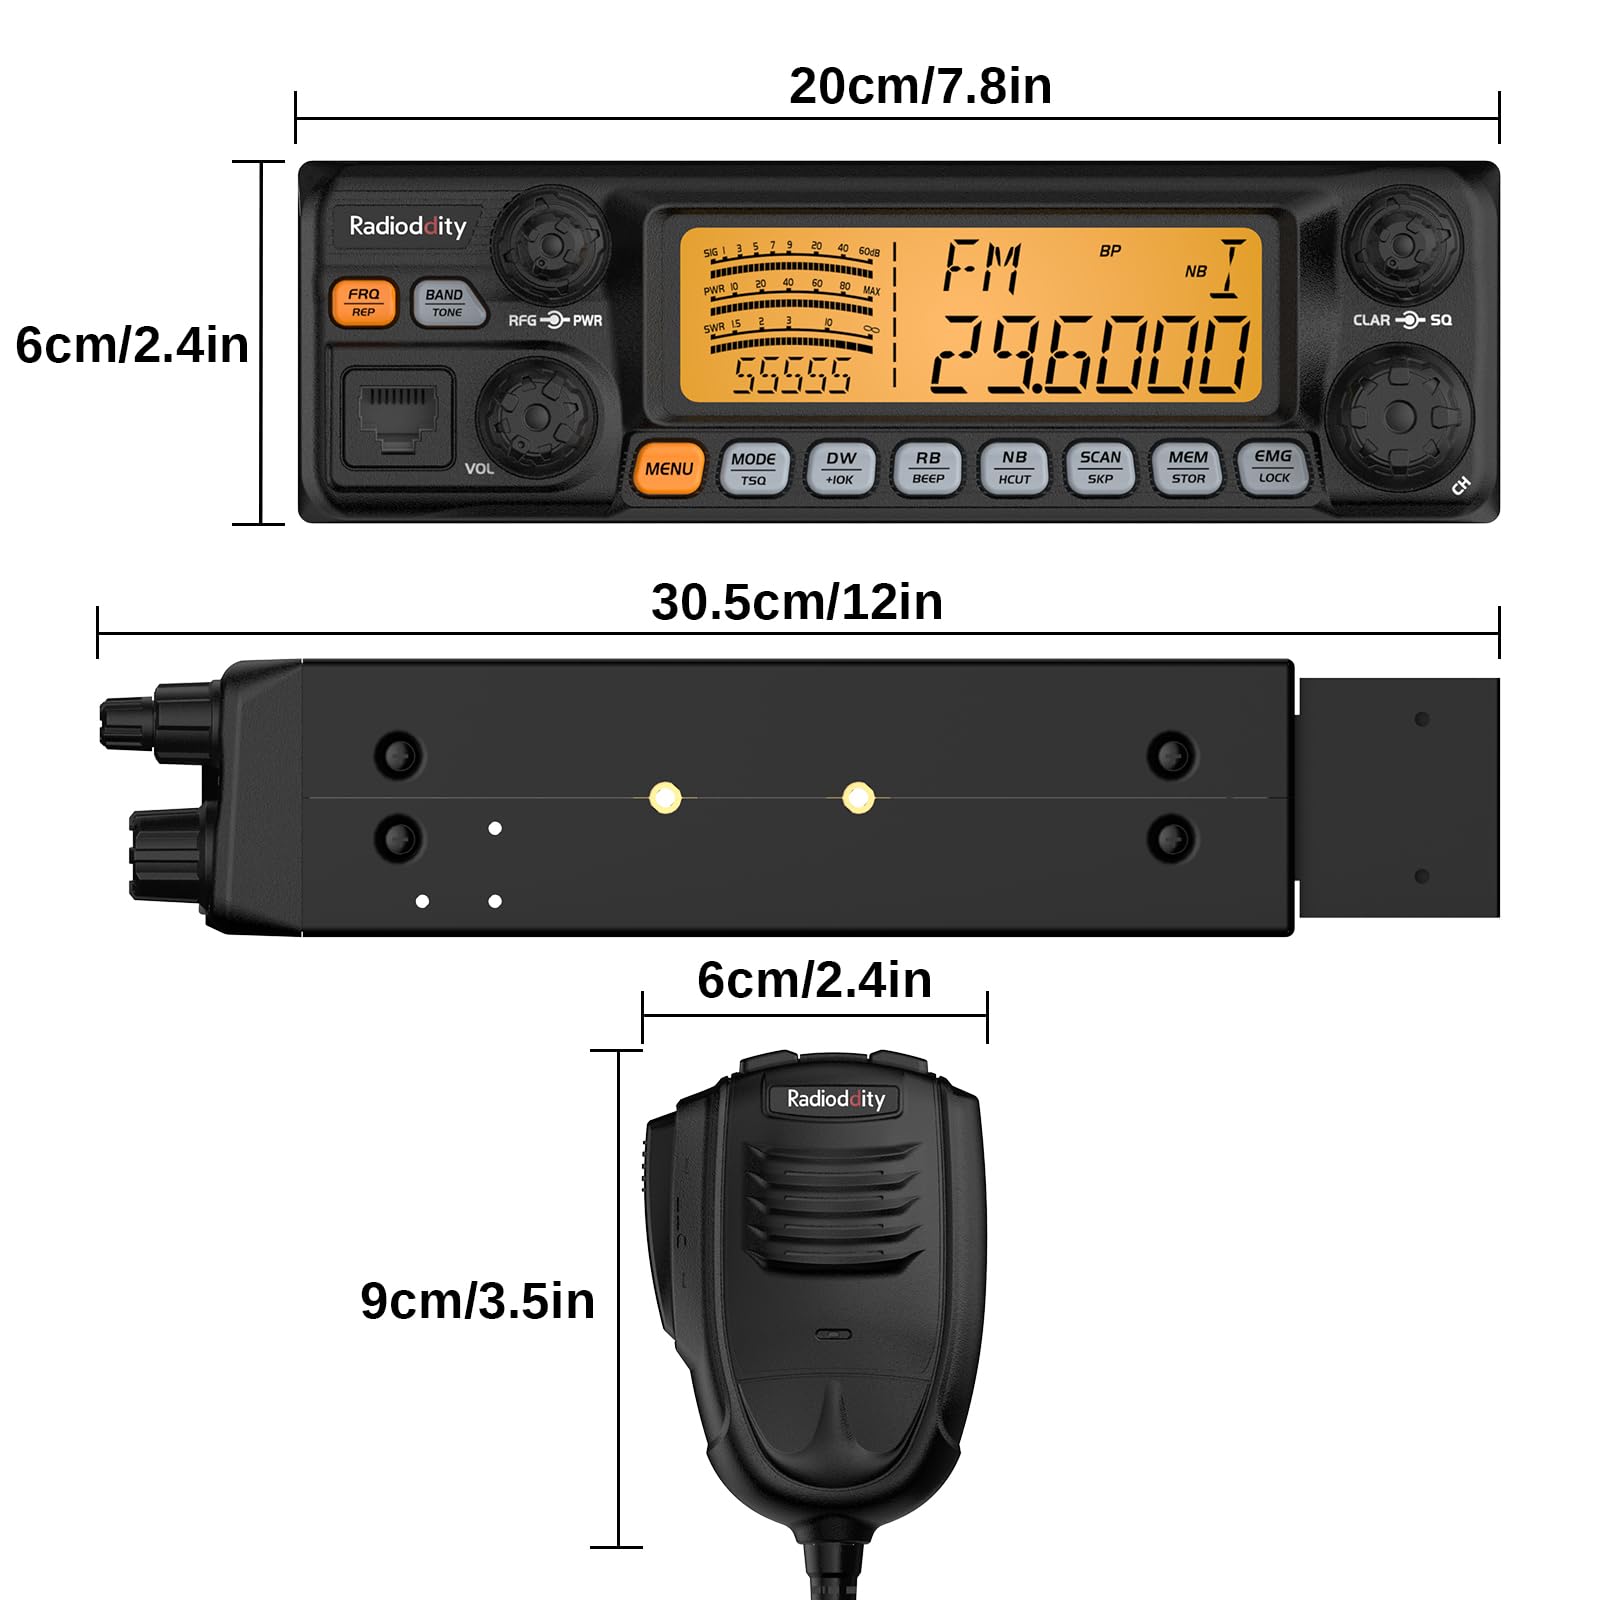 20cm/7.8in
6cm/2.4in
Radioddity
FRQ
REP
BAND
TONE
RFG PWR
VOL
SIG 1 3 5 7 9 20 40 60dB
PWR 10 20 40 60 80 MAX
SWR 1.5 2 3 10 ∞
55555
FM BP NB I
29.6000
CLAR SQ
CH
MENU
MODE
TSQ
DW
+10K
RB
BEEP
NB
HCUT
SCAN
SKP
MEM
STOR
EMG
LOCK
30.5cm/12in
6cm/2.4in
Radioddity
9cm/3.5in